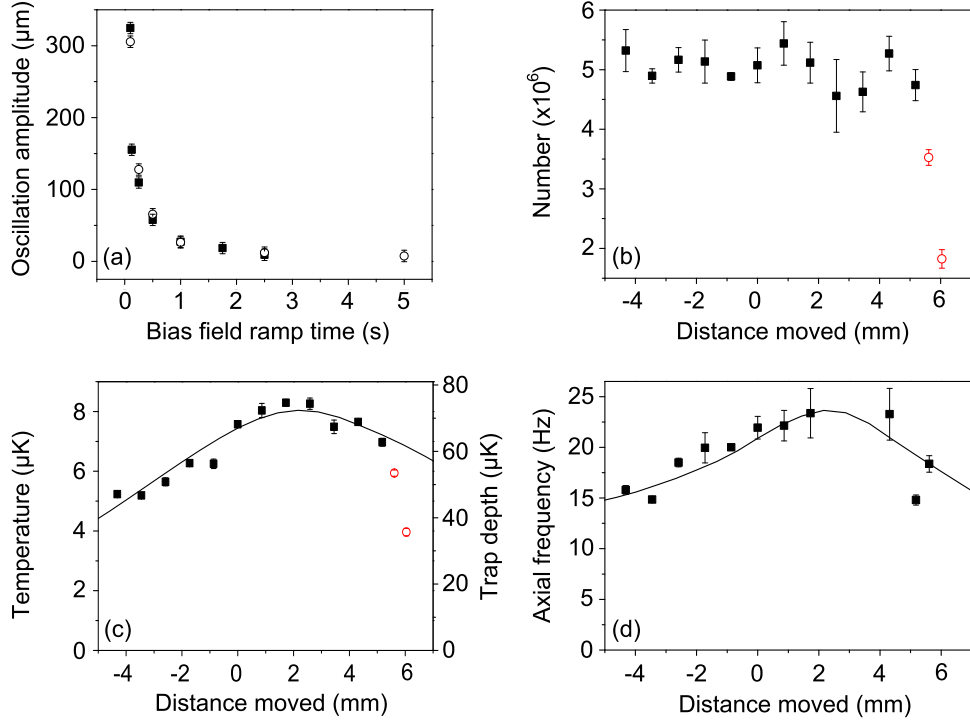 300
200
100
0
Oscillation amplitude (µm)
(a)
0 1 2 3 4 5
Bias field ramp time (s)
6
5
4
3
2
Number (x10⁶)
(b)
-4 -2 0 2 4 6
Distance moved (mm)
8
6
4
2
0
Temperature (µK)
80
60
40
20
0
Trap depth (µK)
(c)
-4 -2 0 2 4 6
Distance moved (mm)
25
20
15
10
5
0
Axial frequency (Hz)
(d)
-4 -2 0 2 4 6
Distance moved (mm)